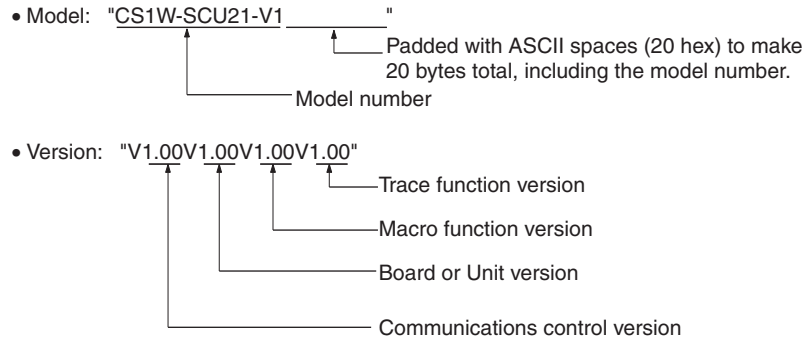 • Model: "CS1W-SCU21-V1 "
Padded with ASCII spaces (20 hex) to make
20 bytes total, including the model number.
Model number
• Version: "V1.00V1.00V1.00V1.00"
Trace function version
Macro function version
Board or Unit version
Communications control version